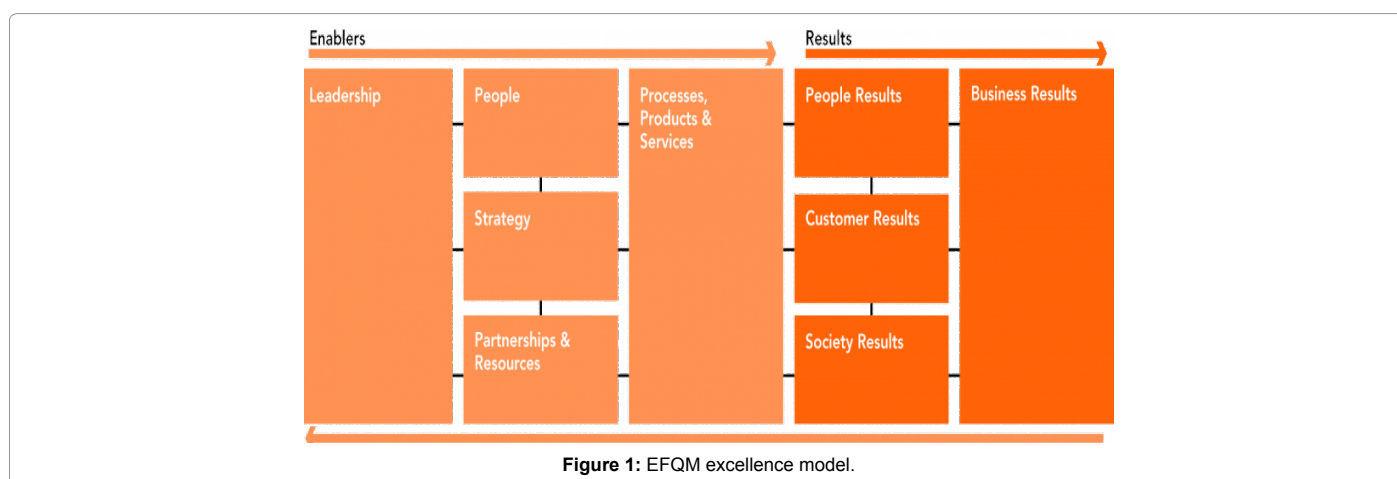 Enablers
Results
Leadership
People
Processes,
Products &
Services
People Results
Business Results
Strategy
Customer Results
Partnerships &
Resources
Society Results
Figure 1: EFQM excellence model.